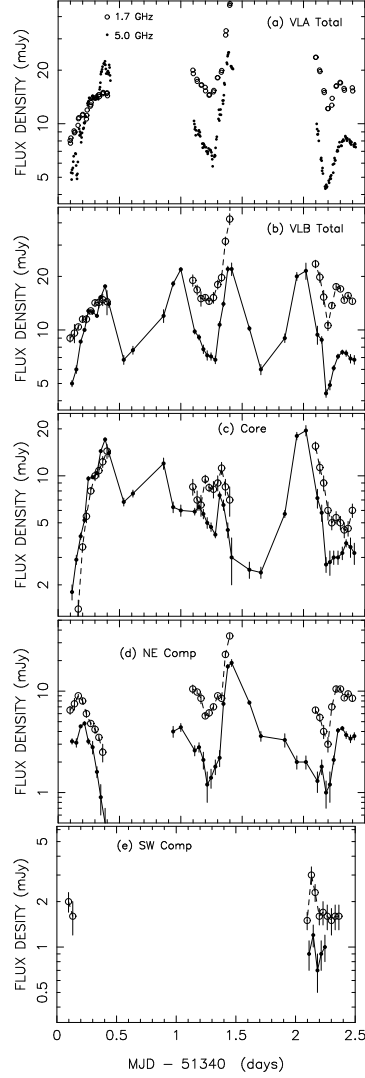 1.7 GHz
5.0 GHz
(a) VLA Total
FLUX DENSITY (mJy)
20
10
5
(b) VLB Total
FLUX DENSITY (mJy)
20
10
5
(c) Core
FLUX DENSITY (mJy)
20
10
5
2
(d) NE Comp
FLUX DENSITY (mJy)
10
1
(e) SW Comp
FLUX DESITY (mJy)
5
2
1
0.5
0 0.5 1 1.5 2 2.5
MJD − 51340 (days)